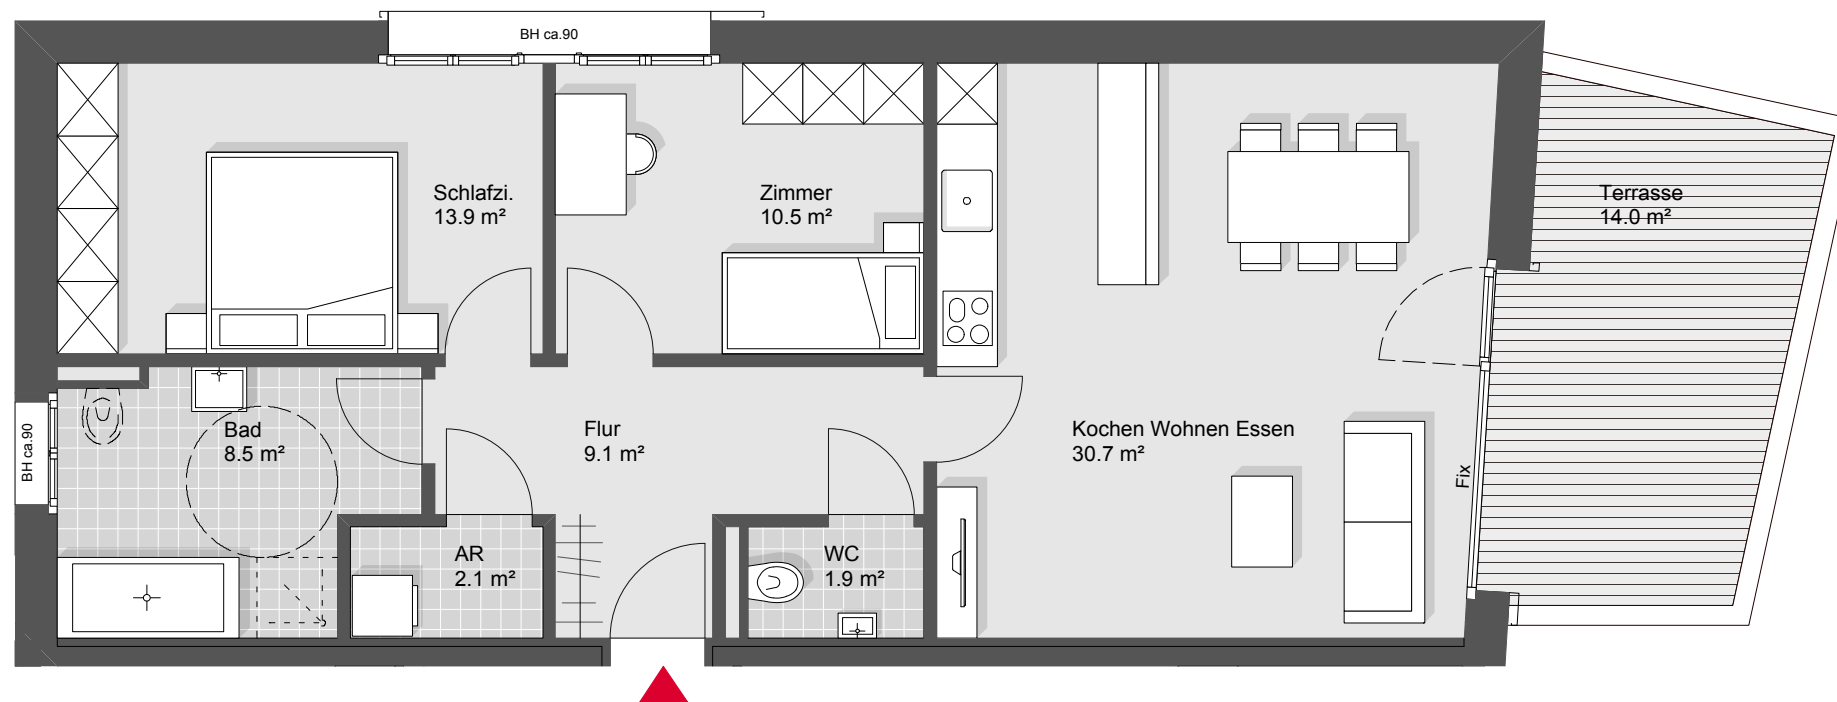 BH ca.90
Schlafzi.
13.9 m²
Zimmer
10.5 m²
Terrasse
14.0 m²
BH ca.90
Bad
8.5 m²
Flur
9.1 m²
Kochen Wohnen Essen
30.7 m²
Fix
AR
2.1 m²
WC
1.9 m²